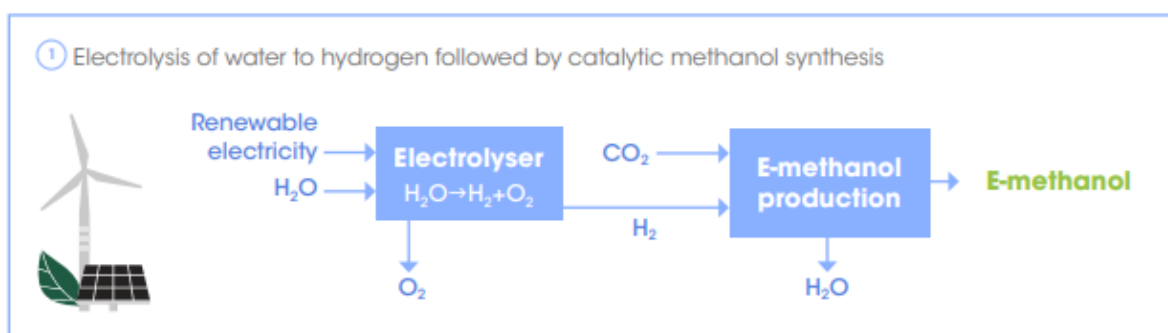 1 Electrolysis of water to hydrogen followed by catalytic methanol synthesis
Renewable
electricity
H₂O
Electrolyser
H₂O→H₂+O₂
O₂
CO₂
H₂
E-methanol
production
H₂O
E-methanol